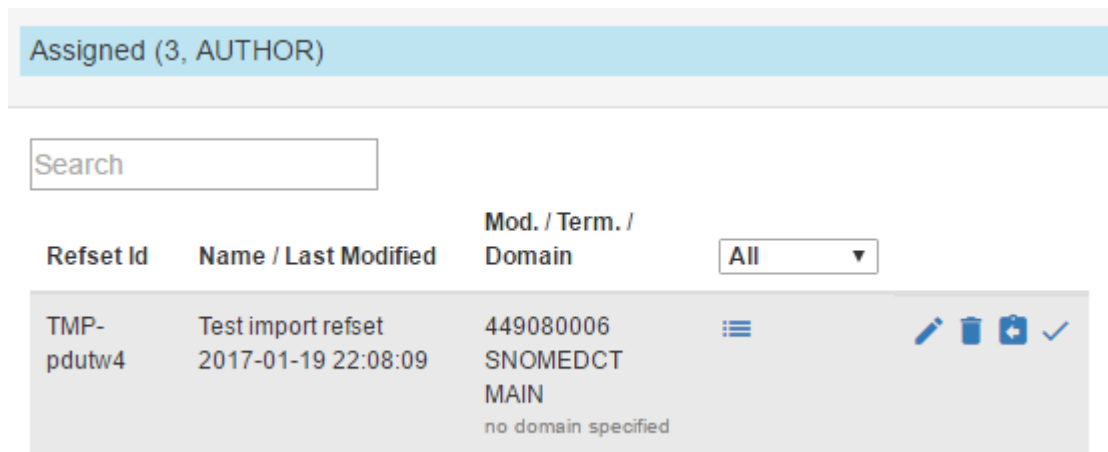 Assigned (3, AUTHOR)
Search
Mod. / Term. /
Refset Id Name / Last Modified Domain All
TMP- Test import refset 449080006
pdutw4 2017-01-19 22:08:09 SNOMEDCT
MAIN
no domain specified